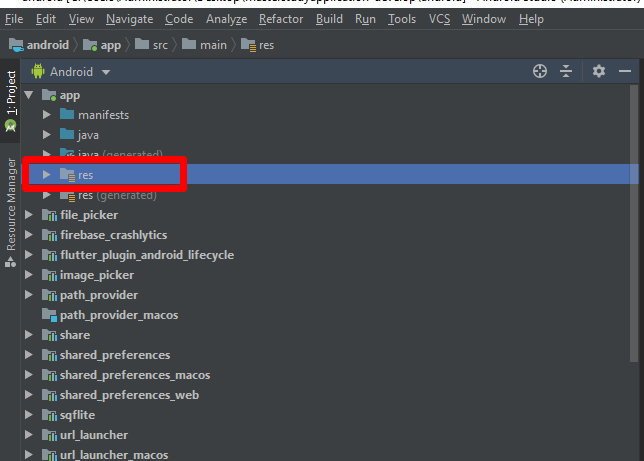 File Edit View Navigate Code Analyze Refactor Build Run Tools VCS Window Help
android app src main res
1: Project
Android
app
manifests
java
java (generated)
res
res (generated)
file_picker
firebase_crashlytics
flutter_plugin_android_lifecycle
image_picker
path_provider
path_provider_macos
share
shared_preferences
shared_preferences_macos
shared_preferences_web
sqflite
url_launcher
url_launcher_macos
Resource Manager